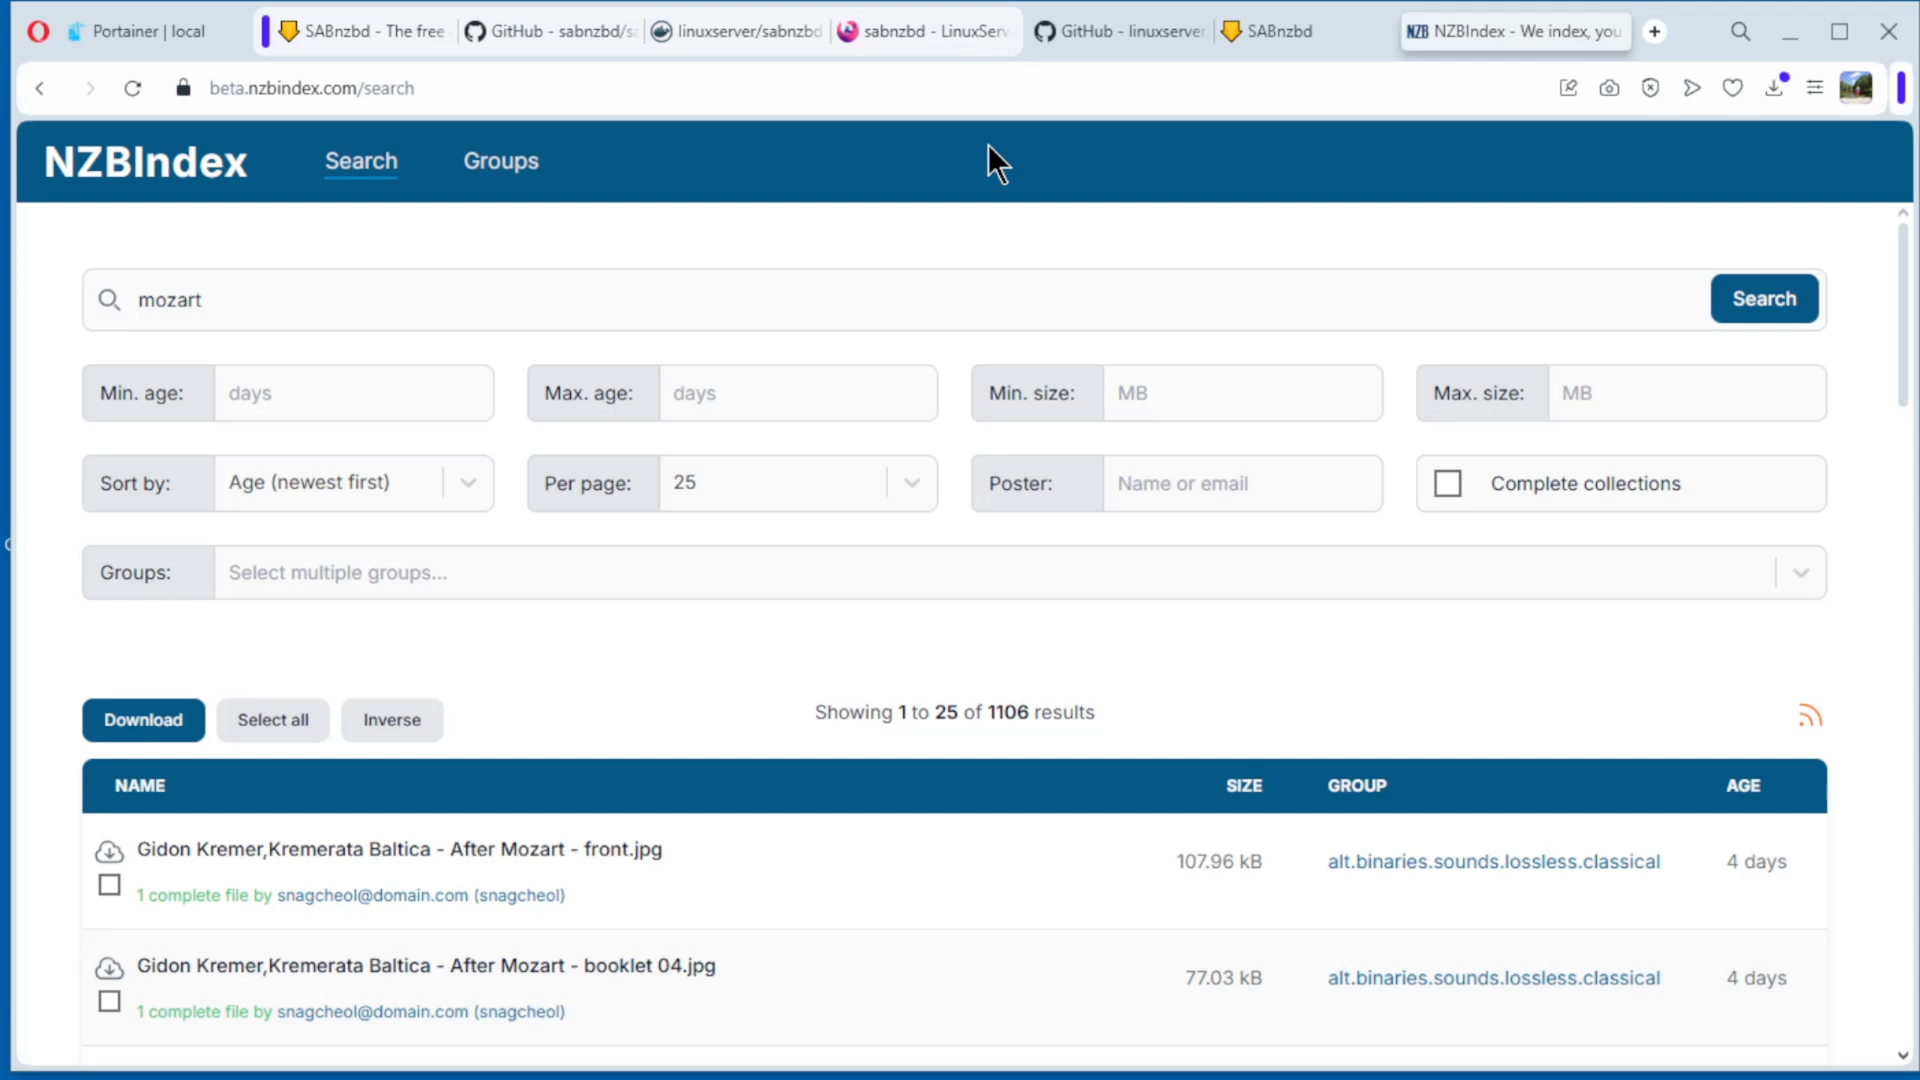 Portainer | local
SABnzbd - The free
GitHub - sabnzbd/sa
linuxserver/sabnzbd
sabnzbd - LinuxServ
GitHub - linuxserver
SABnzbd
NZB NZBIndex - We index, you
beta.nzbindex.com/search
NZBIndex
Search
Groups
mozart
Search
Min. age: days
Max. age: days
Min. size: MB
Max. size: MB
Sort by: Age (newest first)
Per page: 25
Poster: Name or email
Complete collections
Groups: Select multiple groups...
Download
Select all
Inverse
Showing 1 to 25 of 1106 results
NAME SIZE GROUP AGE
Gidon Kremer,Kremerata Baltica - After Mozart - front.jpg
107.96 kB alt.binaries.sounds.lossless.classical 4 days
1 complete file by snagcheol@domain.com (snagcheol)
Gidon Kremer,Kremerata Baltica - After Mozart - booklet 04.jpg
77.03 kB alt.binaries.sounds.lossless.classical 4 days
1 complete file by snagcheol@domain.com (snagcheol)